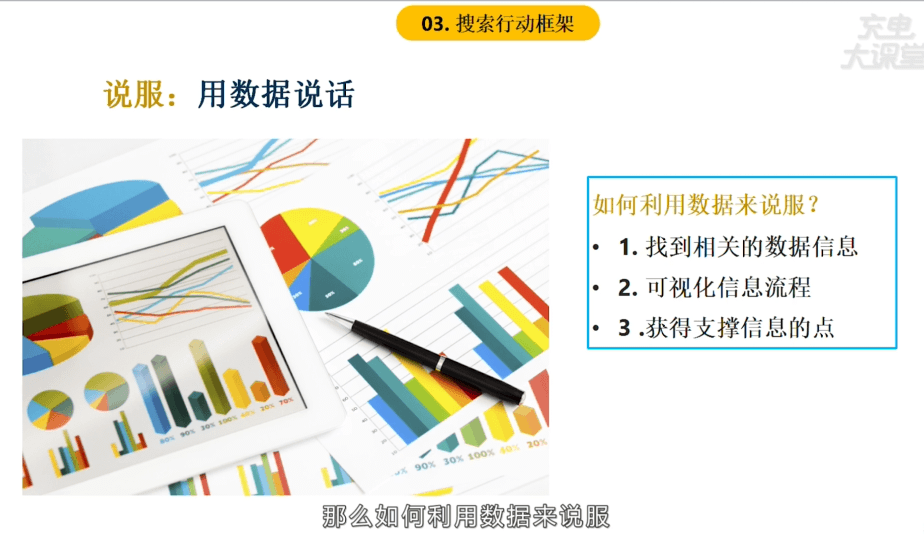 03. 搜索行动框架
充电
大课堂
说服：用数据说话
如何利用数据来说服？
• 1. 找到相关的数据信息
• 2. 可视化信息流程
• 3 .获得支撑信息的点
80% 90% 30% 100% 40% 20% 70%
90% 30% 100% 40% 20%
那么如何利用数据来说服